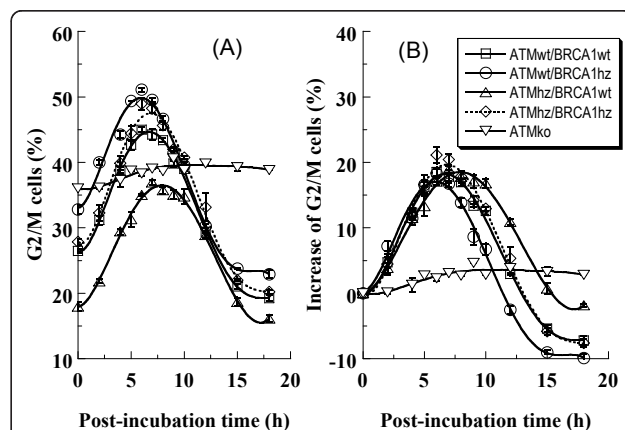 (A)
G2/M cells (%)
60
50
40
30
20
10
0
5
10
15
20
Post-incubation time (h)
(B)
Increase of G2/M cells (%)
40
30
20
10
0
-10
0
5
10
15
20
Post-incubation time (h)
ATMwt/BRCA1wt
ATMwt/BRCA1hz
ATMhz/BRCA1wt
ATMhz/BRCA1hz
ATMko